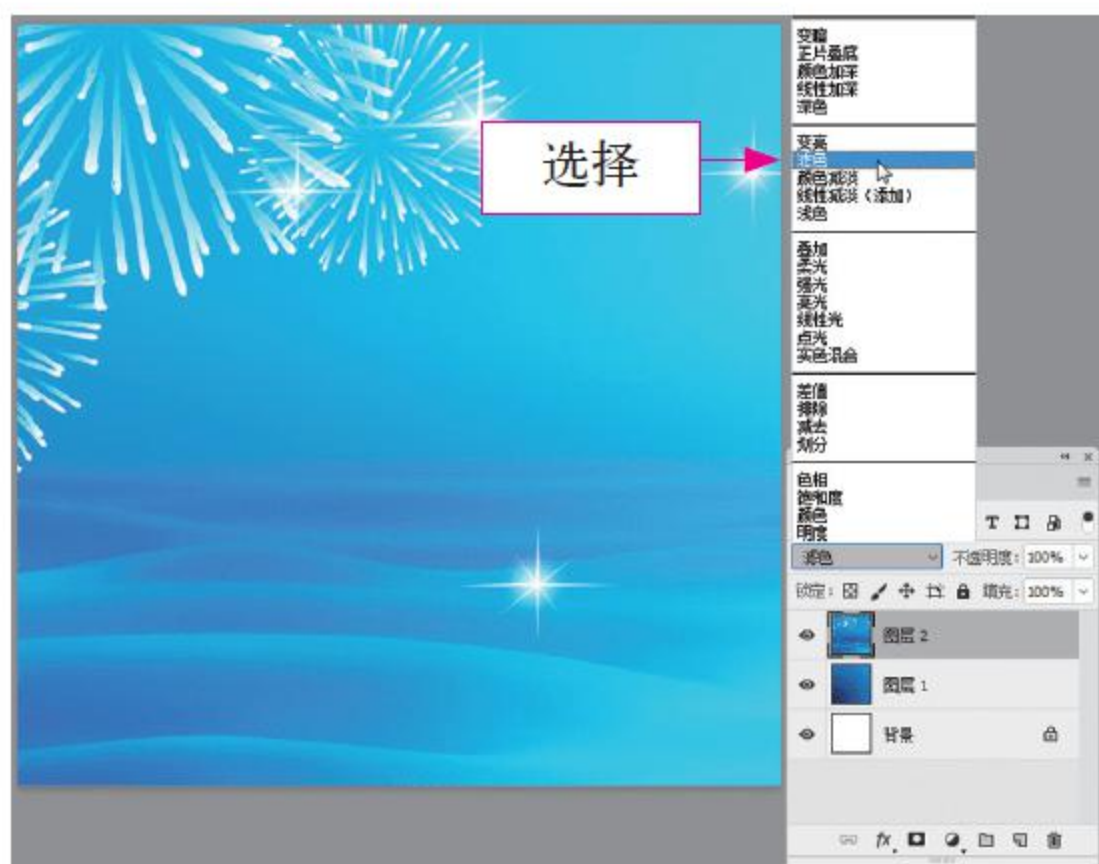 选择
变暗
正片叠底
颜色加深
线性加深
深色
变亮
滤色
颜色减淡
线性减淡（添加）
浅色
叠加
柔光
强光
亮光
线性光
点光
实色混合
差值
排除
减去
划分
色相
饱和度
颜色
明度
滤色 不透明度: 100%
锁定: 填充: 100%
图层 2
图层 1
背景
fx